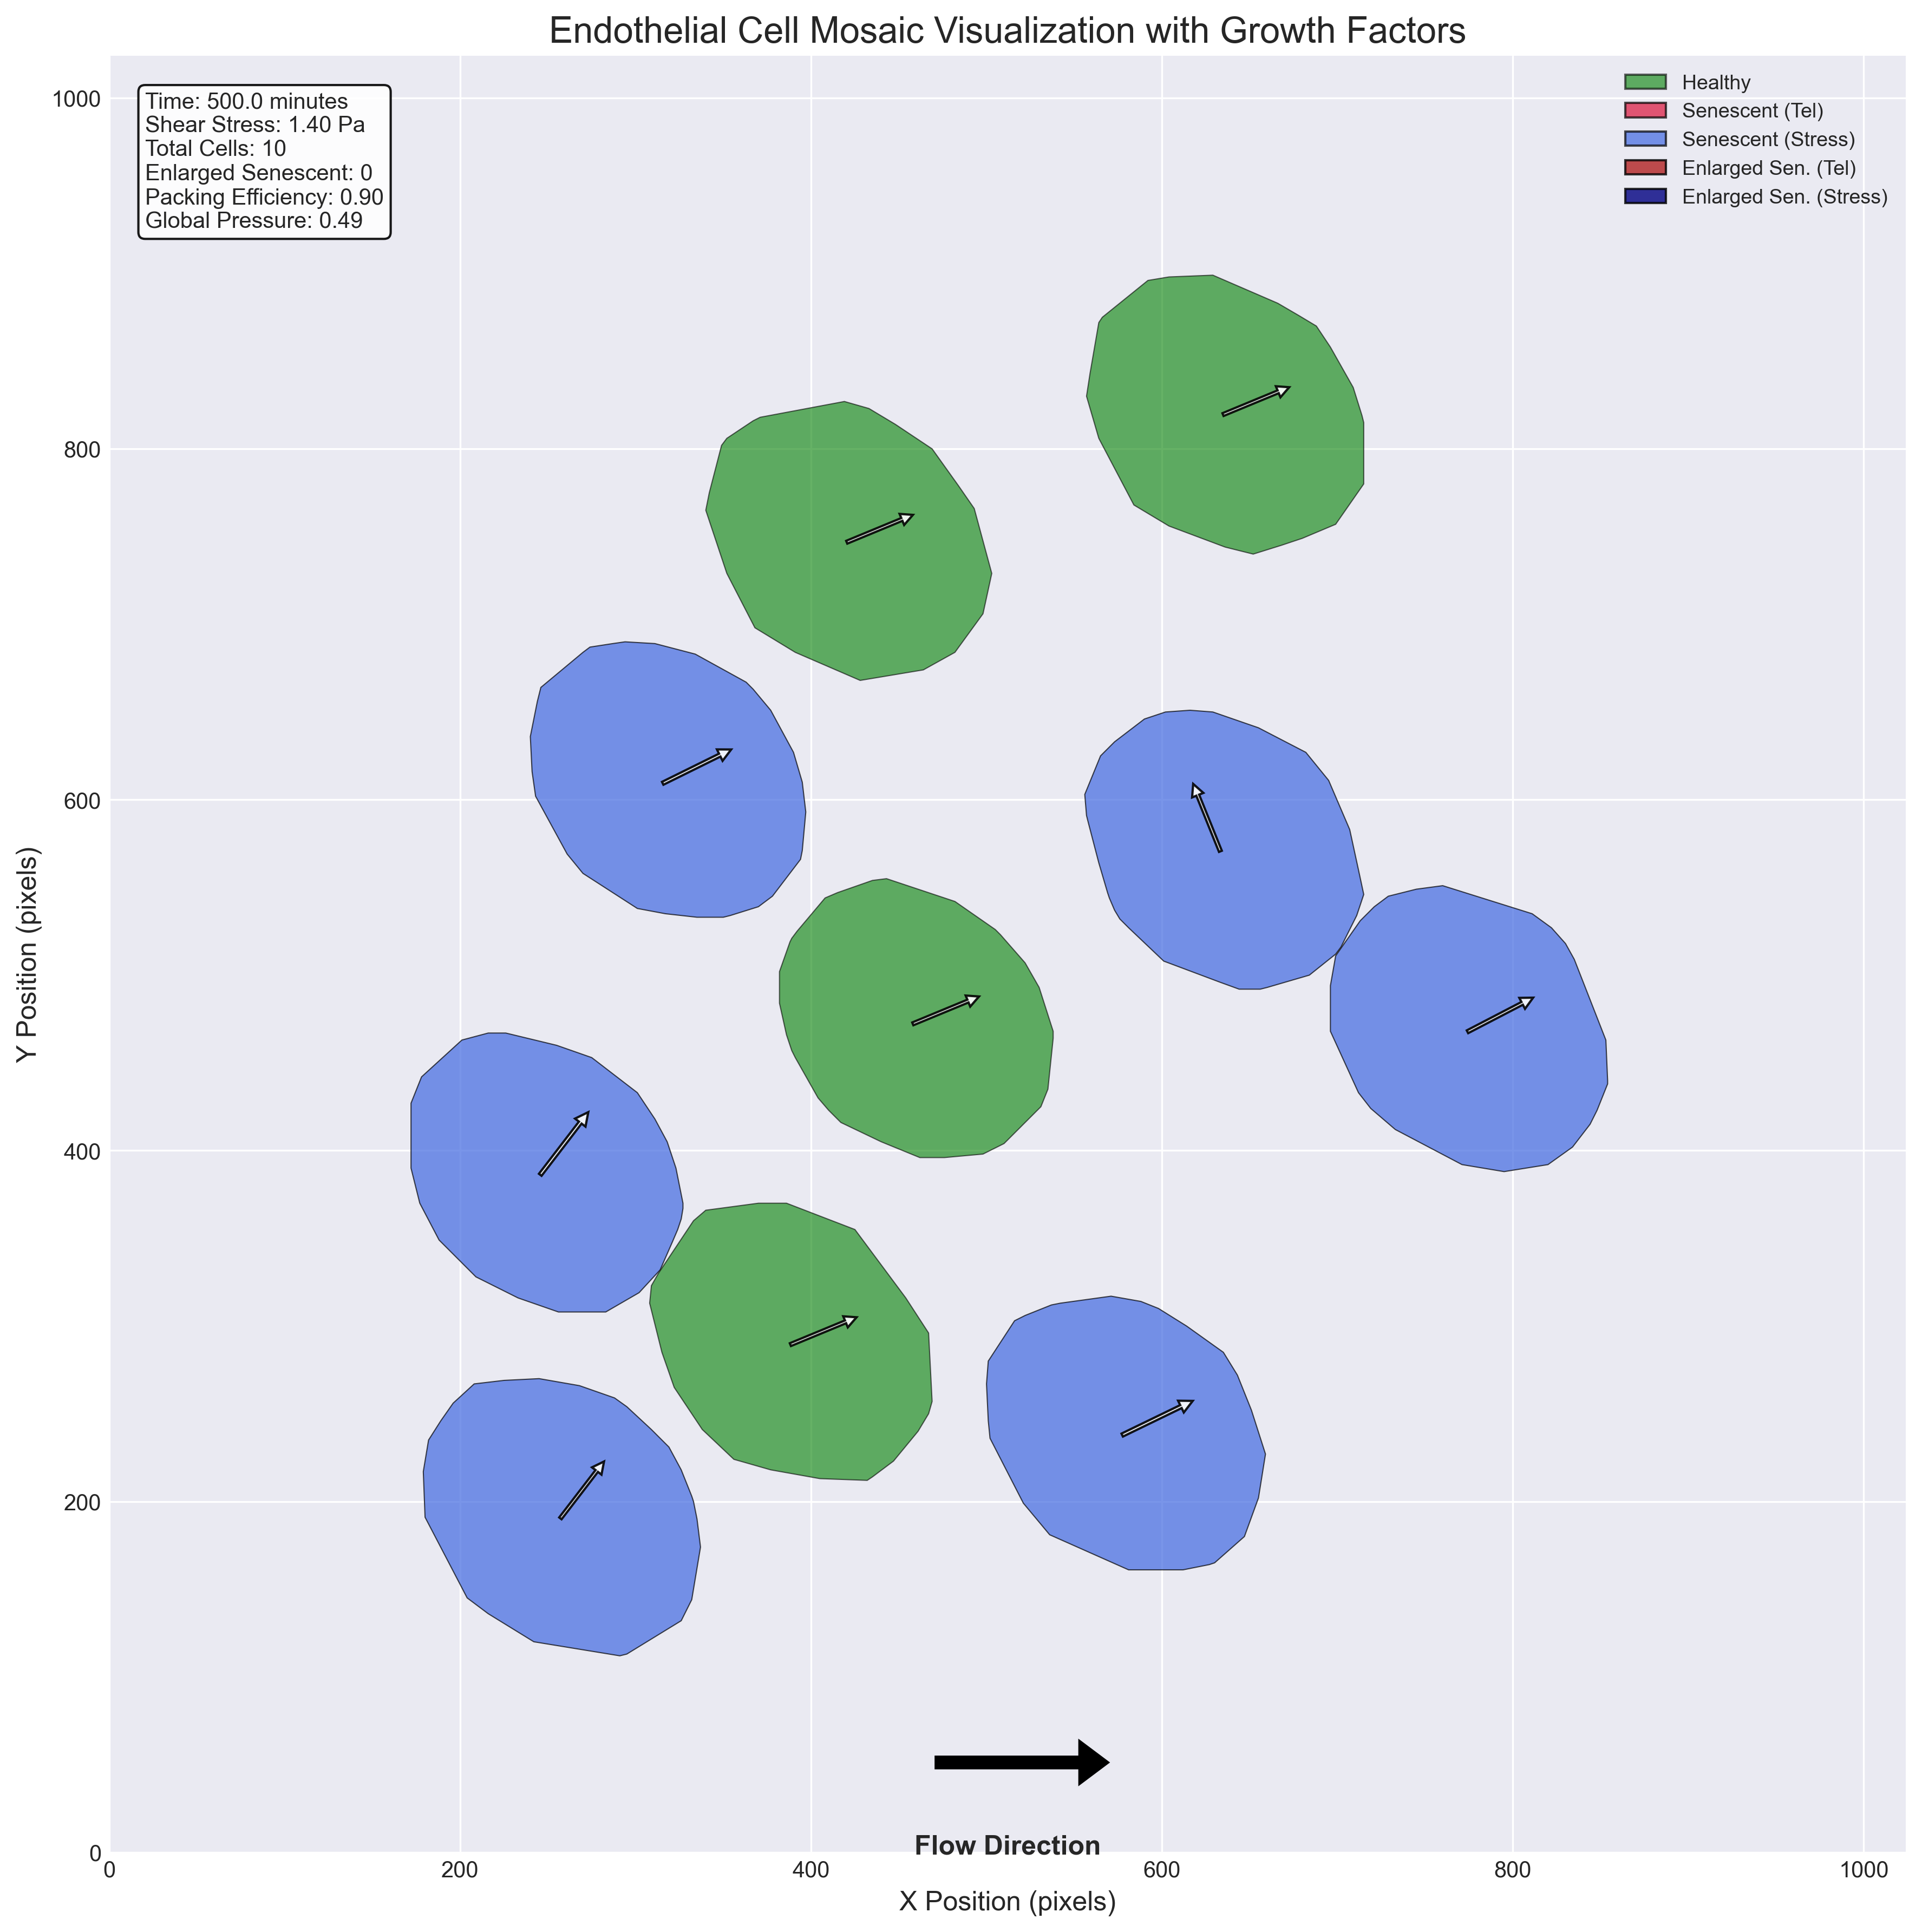 Endothelial Cell Mosaic Visualization with Growth Factors
Time: 500.0 minutes
Shear Stress: 1.40 Pa
Total Cells: 10
Enlarged Senescent: 0
Packing Efficiency: 0.90
Global Pressure: 0.49
Healthy
Senescent (Tel)
Senescent (Stress)
Enlarged Sen. (Tel)
Enlarged Sen. (Stress)
Y Position (pixels)
1000
800
600
400
200
0
Flow Direction
0 200 400 600 800 1000
X Position (pixels)